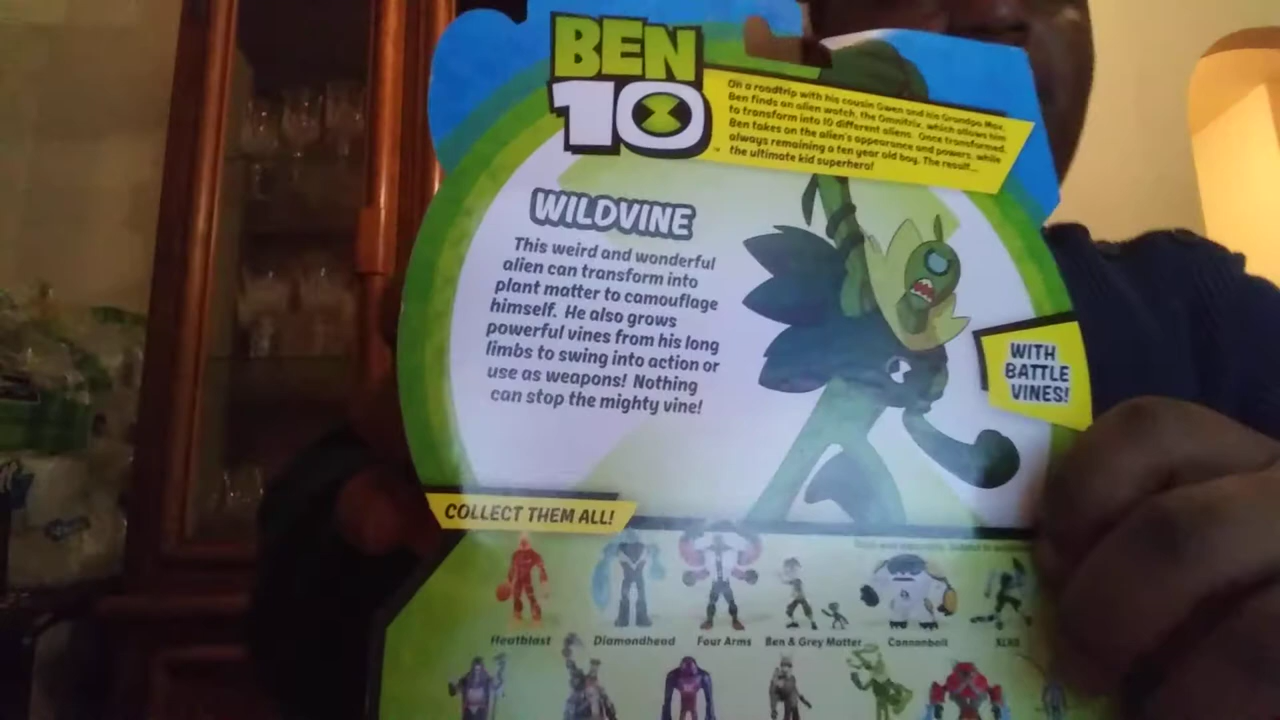 BEN
10
On a roadtrip with his cousin Gwen and his Grandpa Max,
Ben finds an alien watch, the Omnitrix, which allows him
to transform into 10 different aliens. Once transformed,
Ben takes on the alien's appearance and powers, while
always remaining a ten year old boy. The result...
the ultimate kid superhero!
WILDVINE
This weird and wonderful
alien can transform into
plant matter to camouflage
himself. He also grows
powerful vines from his long
limbs to swing into action or
use as weapons! Nothing
can stop the mighty vine!
WITH
BATTLE
VINES!
COLLECT THEM ALL!
Heatblast Diamondhead Four Arms Ben & Grey Matter Cannonbolt XLR8